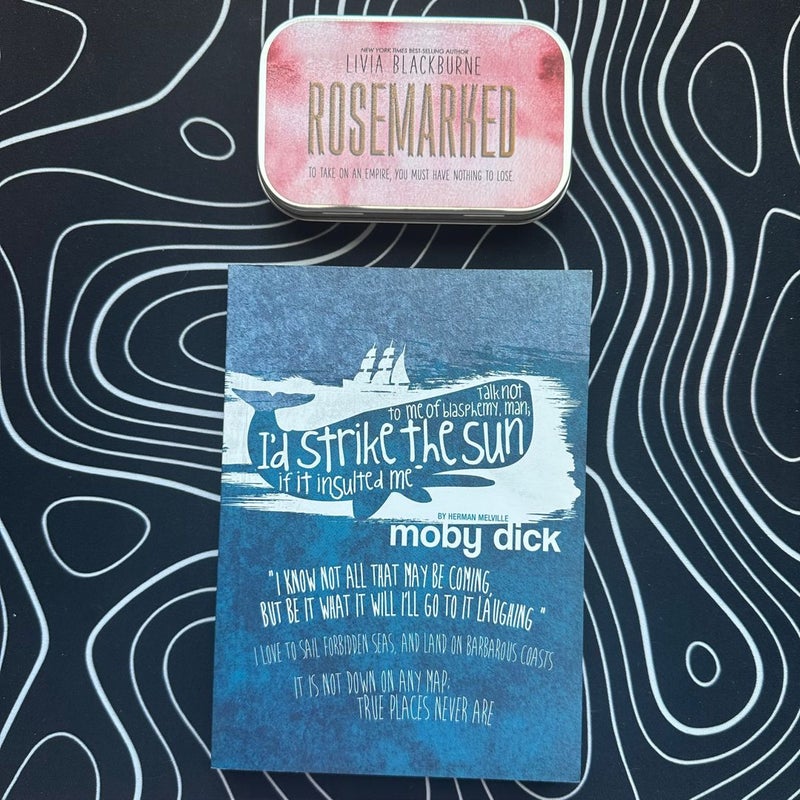 NEW YORK TIMES BEST-SELLING AUTHOR
LIVIA BLACKBURNE
ROSEMARKED
TO TAKE ON AN EMPIRE, YOU MUST HAVE NOTHING TO LOSE.
Talk not
to me of blasphemy, man;
I'd strike the sun
if it insulted me
BY HERMAN MELVILLE
moby dick
"I KNOW NOT ALL THAT MAY BE COMING,
BUT BE IT WHAT IT WILL I'LL GO TO IT LAUGHING"
I LOVE TO SAIL FORBIDDEN SEAS, AND LAND ON BARBAROUS COASTS
IT IS NOT DOWN ON ANY MAP;
TRUE PLACES NEVER ARE